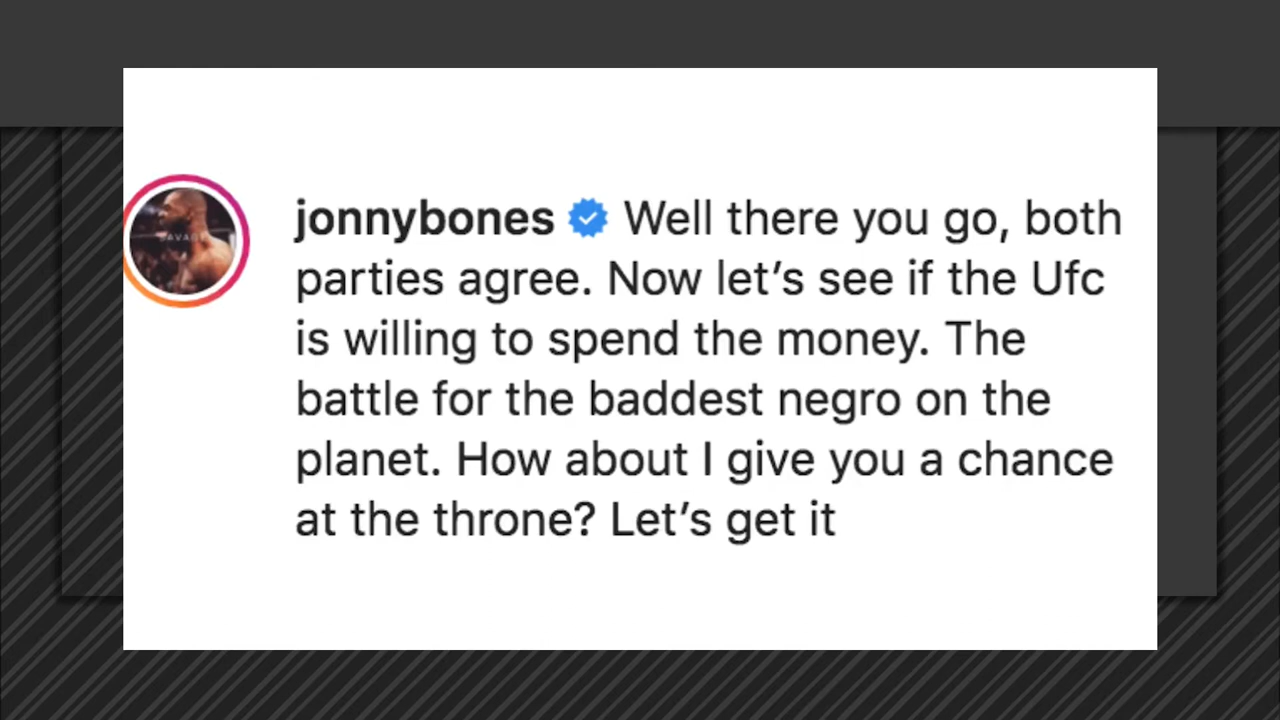 jonnybones Well there you go, both
parties agree. Now let’s see if the Ufc
is willing to spend the money. The
battle for the baddest negro on the
planet. How about I give you a chance
at the throne? Let’s get it